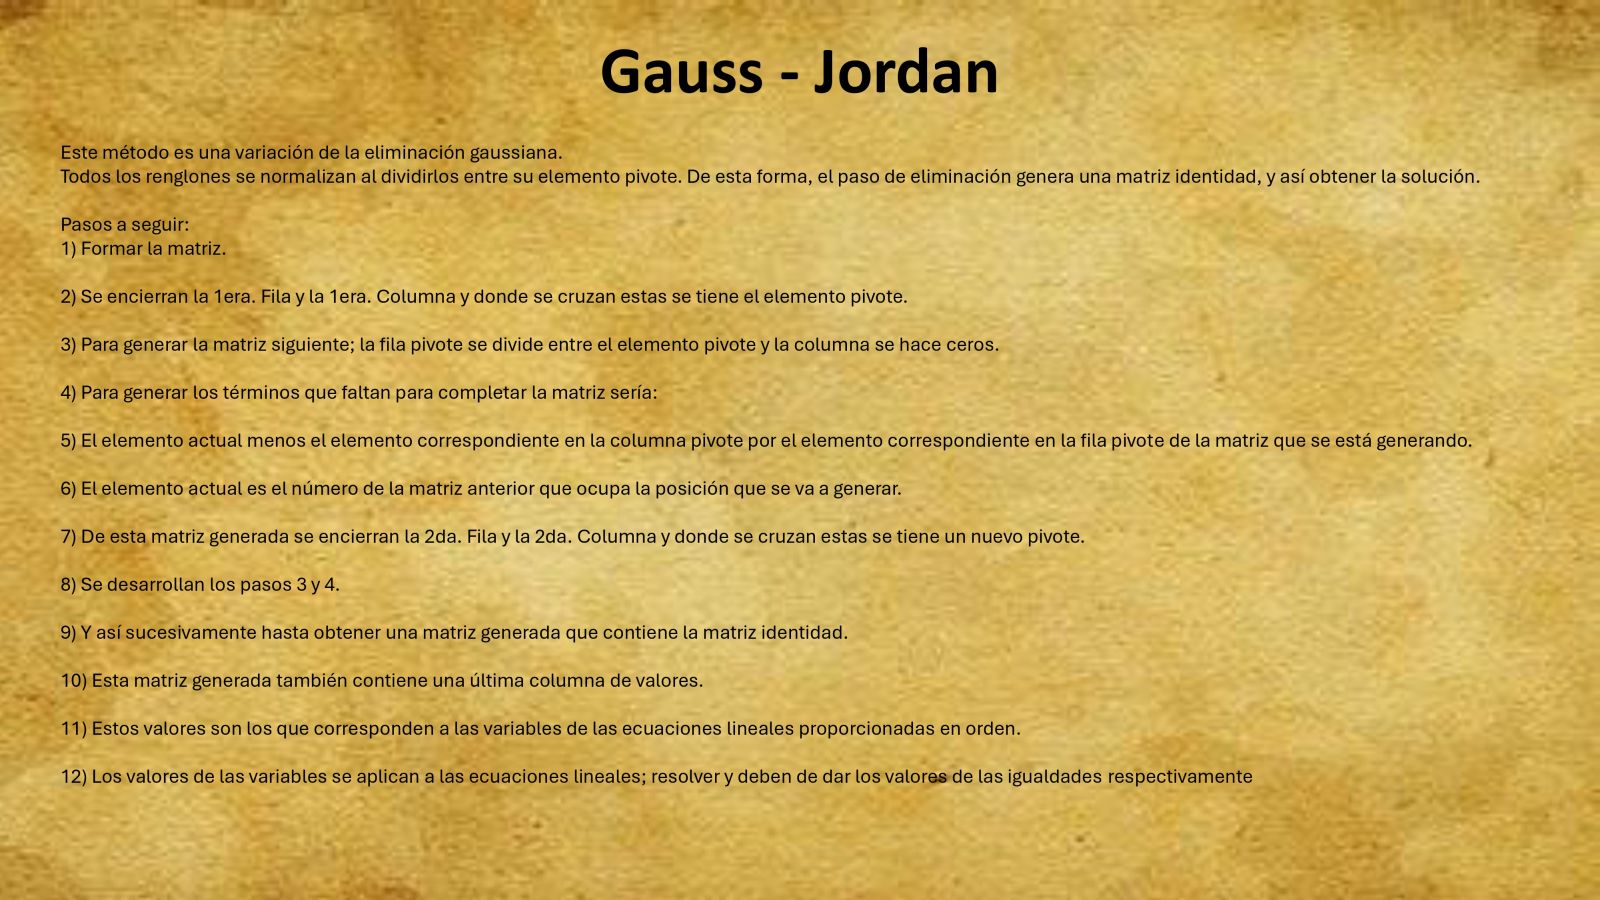 Gauss - Jordan
Este método es una variación de la eliminación gaussiana.
Todos los renglones se normalizan al dividirlos entre su elemento pivote. De esta forma, el paso de eliminación genera una matriz identidad, y así obtener la solución.
Pasos a seguir:
1) Formar la matriz.
2) Se encierran la 1era. Fila y la 1era. Columna y donde se cruzan estas se tiene el elemento pivote.
3) Para generar la matriz siguiente; la fila pivote se divide entre el elemento pivote y la columna se hace ceros.
4) Para generar los términos que faltan para completar la matriz sería:
5) El elemento actual menos el elemento correspondiente en la columna pivote por el elemento correspondiente en la fila pivote de la matriz que se está generando.
6) El elemento actual es el número de la matriz anterior que ocupa la posición que se va a generar.
7) De esta matriz generada se encierran la 2da. Fila y la 2da. Columna y donde se cruzan estas se tiene un nuevo pivote.
8) Se desarrollan los pasos 3 y 4.
9) Y así sucesivamente hasta obtener una matriz generada que contiene la matriz identidad.
10) Esta matriz generada también contiene una última columna de valores.
11) Estos valores son los que corresponden a las variables de las ecuaciones lineales proporcionadas en orden.
12) Los valores de las variables se aplican a las ecuaciones lineales; resolver y deben de dar los valores de las igualdades respectivamente